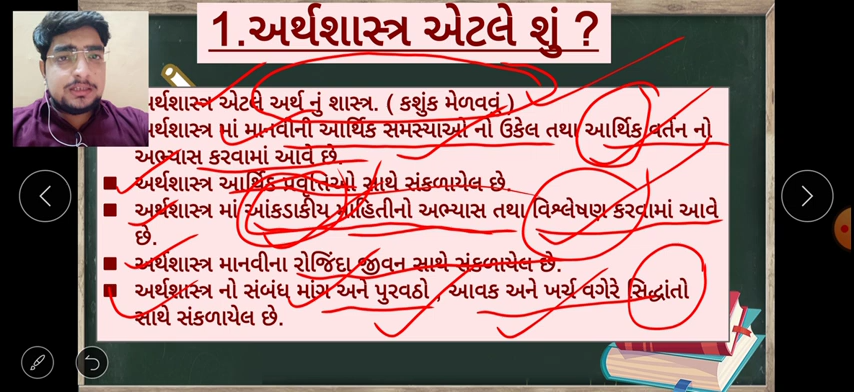 1.અર્થશાસ્ત્ર એટલે શું ?
અર્થશાસ્ત્ર એટલે અર્થ નું શાસ્ત્ર. ( કશુંક મેળવવું )
અર્થશાસ્ત્ર માં માનવીની આર્થિક સમસ્યાઓ નો ઉકેલ તથા આર્થિક વર્તન નો
અભ્યાસ કરવામાં આવે છે.
અર્થશાસ્ત્ર આર્થિક પ્રવૃત્તિઓ સાથે સંકળાયેલ છે.
અર્થશાસ્ત્ર માં આંકડાકીય માહિતીનો અભ્યાસ તથા વિશ્લેષણ કરવામાં આવે
છે.
અર્થશાસ્ત્ર માનવીના રોજિંદા જીવન સાથે સંકળાયેલ છે.
અર્થશાસ્ત્ર નો સંબંધ માંગ અને પુરવઠો , આવક અને ખર્ચ વગેરે સિદ્ધાંતો
સાથે સંકળાયેલ છે.